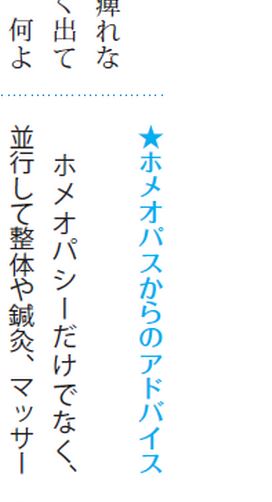 痺れな
く出て
何よ
★ホメオパスからのアドバイス
ホメオパシーだけでなく、
並行して整体や鍼灸、マッサー